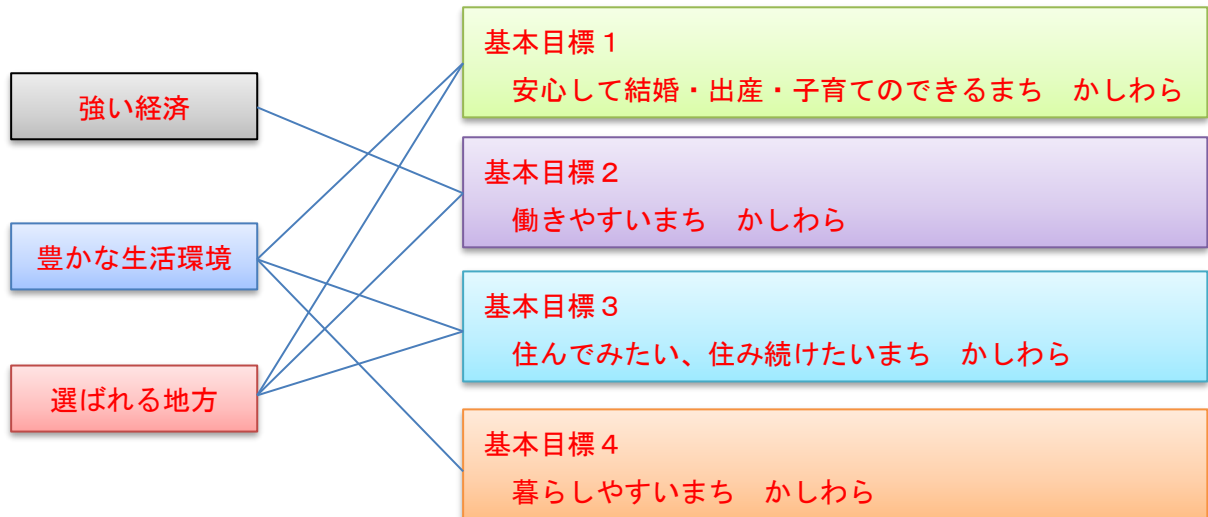 強い経済
豊かな生活環境
選ばれる地方
基本目標１
安心して結婚・出産・子育てのできるまち　かしわら
基本目標２
働きやすいまち　かしわら
基本目標３
住んでみたい、住み続けたいまち　かしわら
基本目標４
暮らしやすいまち　かしわら